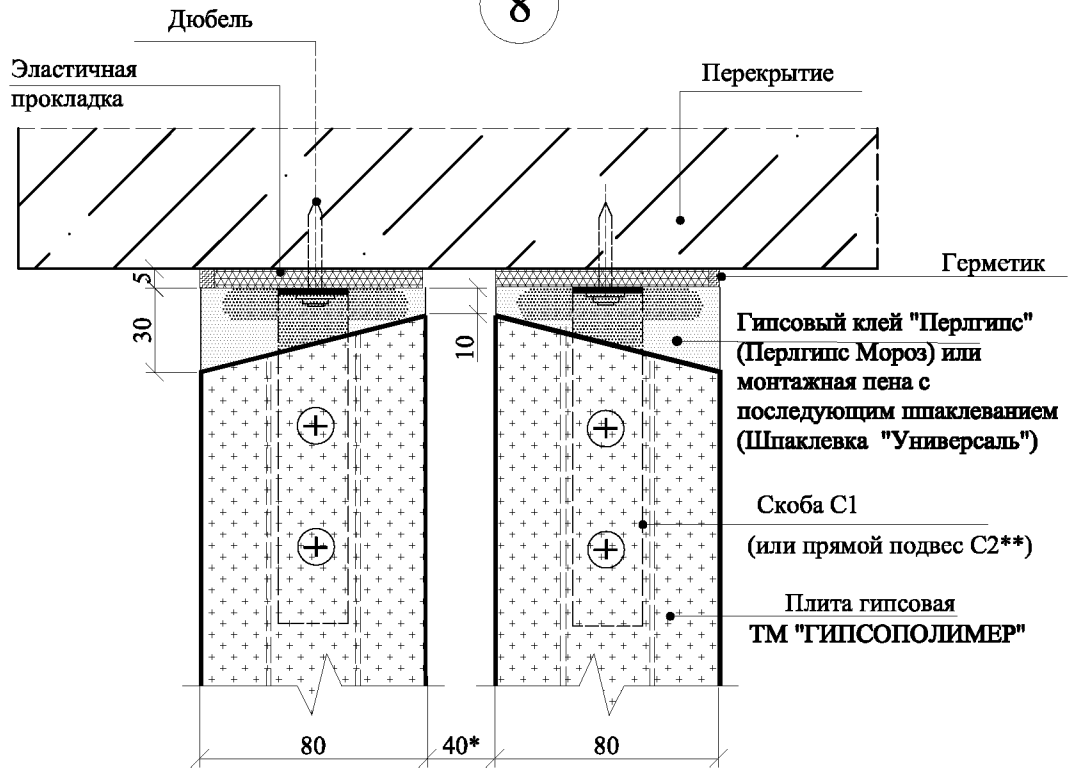 8
Дюбель
Эластичная
прокладка
Перекрытие
Герметик
5
30
10
Гипсовый клей "Перлгипс"
(Перлгипс Мороз) или
монтажная пена с
последующим шпаклеванием
(Шпаклевка "Универсаль")
Скоба С1
(или прямой подвес С2**)
Плита гипсовая
ТМ "ГИПСОПОЛИМЕР"
80
40*
80